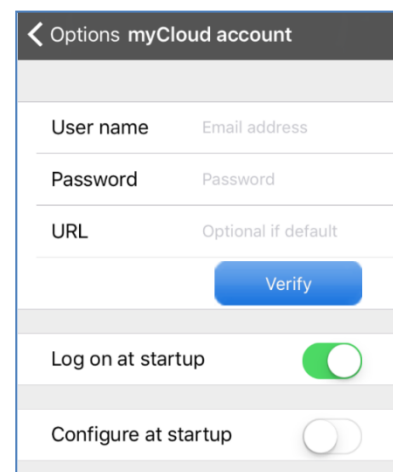 Options myCloud account
User name Email address
Password Password
URL Optional if default
Verify
Log on at startup
Configure at startup